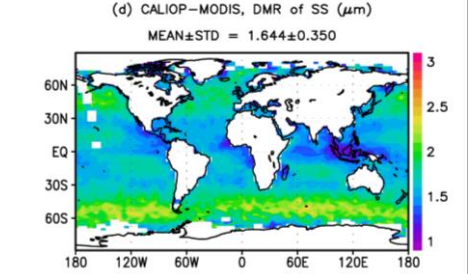 (d) CALIOP-MODIS, DMR of SS (μm)
MEAN±STD = 1.644±0.350
60N
30N
EQ
30S
60S
180 120W 60W 0 60E 120E 180
3
2.5
2
1.5
1